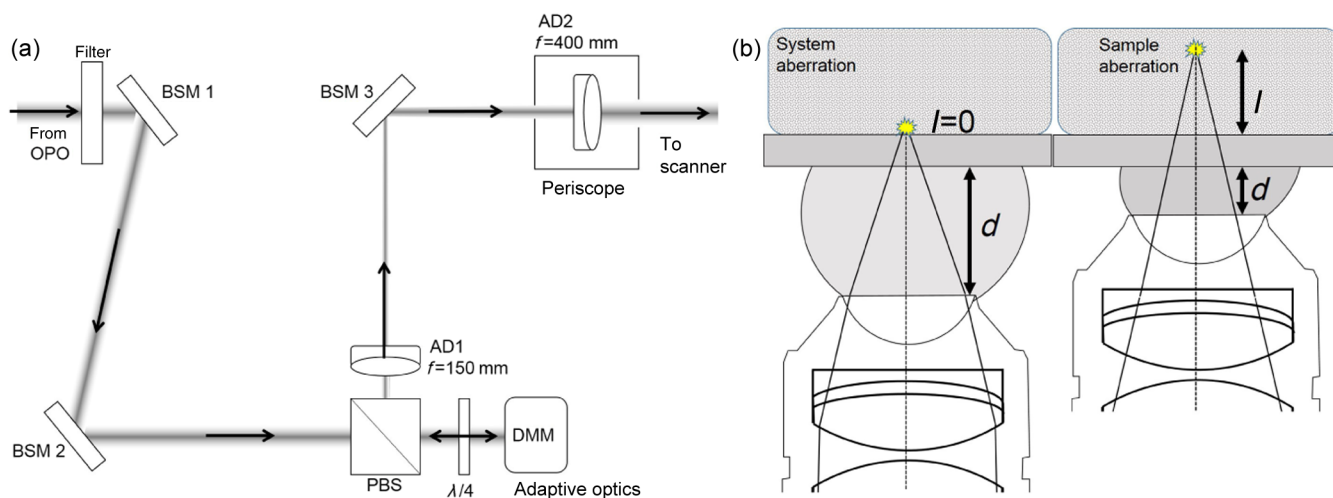 (a)
Filter
From
OPO
BSM 1
BSM 2
BSM 3
AD2
f=400 mm
Periscope
To
scanner
AD1
f=150 mm
PBS
λ/4
DMM
Adaptive optics
(b)
System
aberration
l=0
d
Sample
aberration
l
d